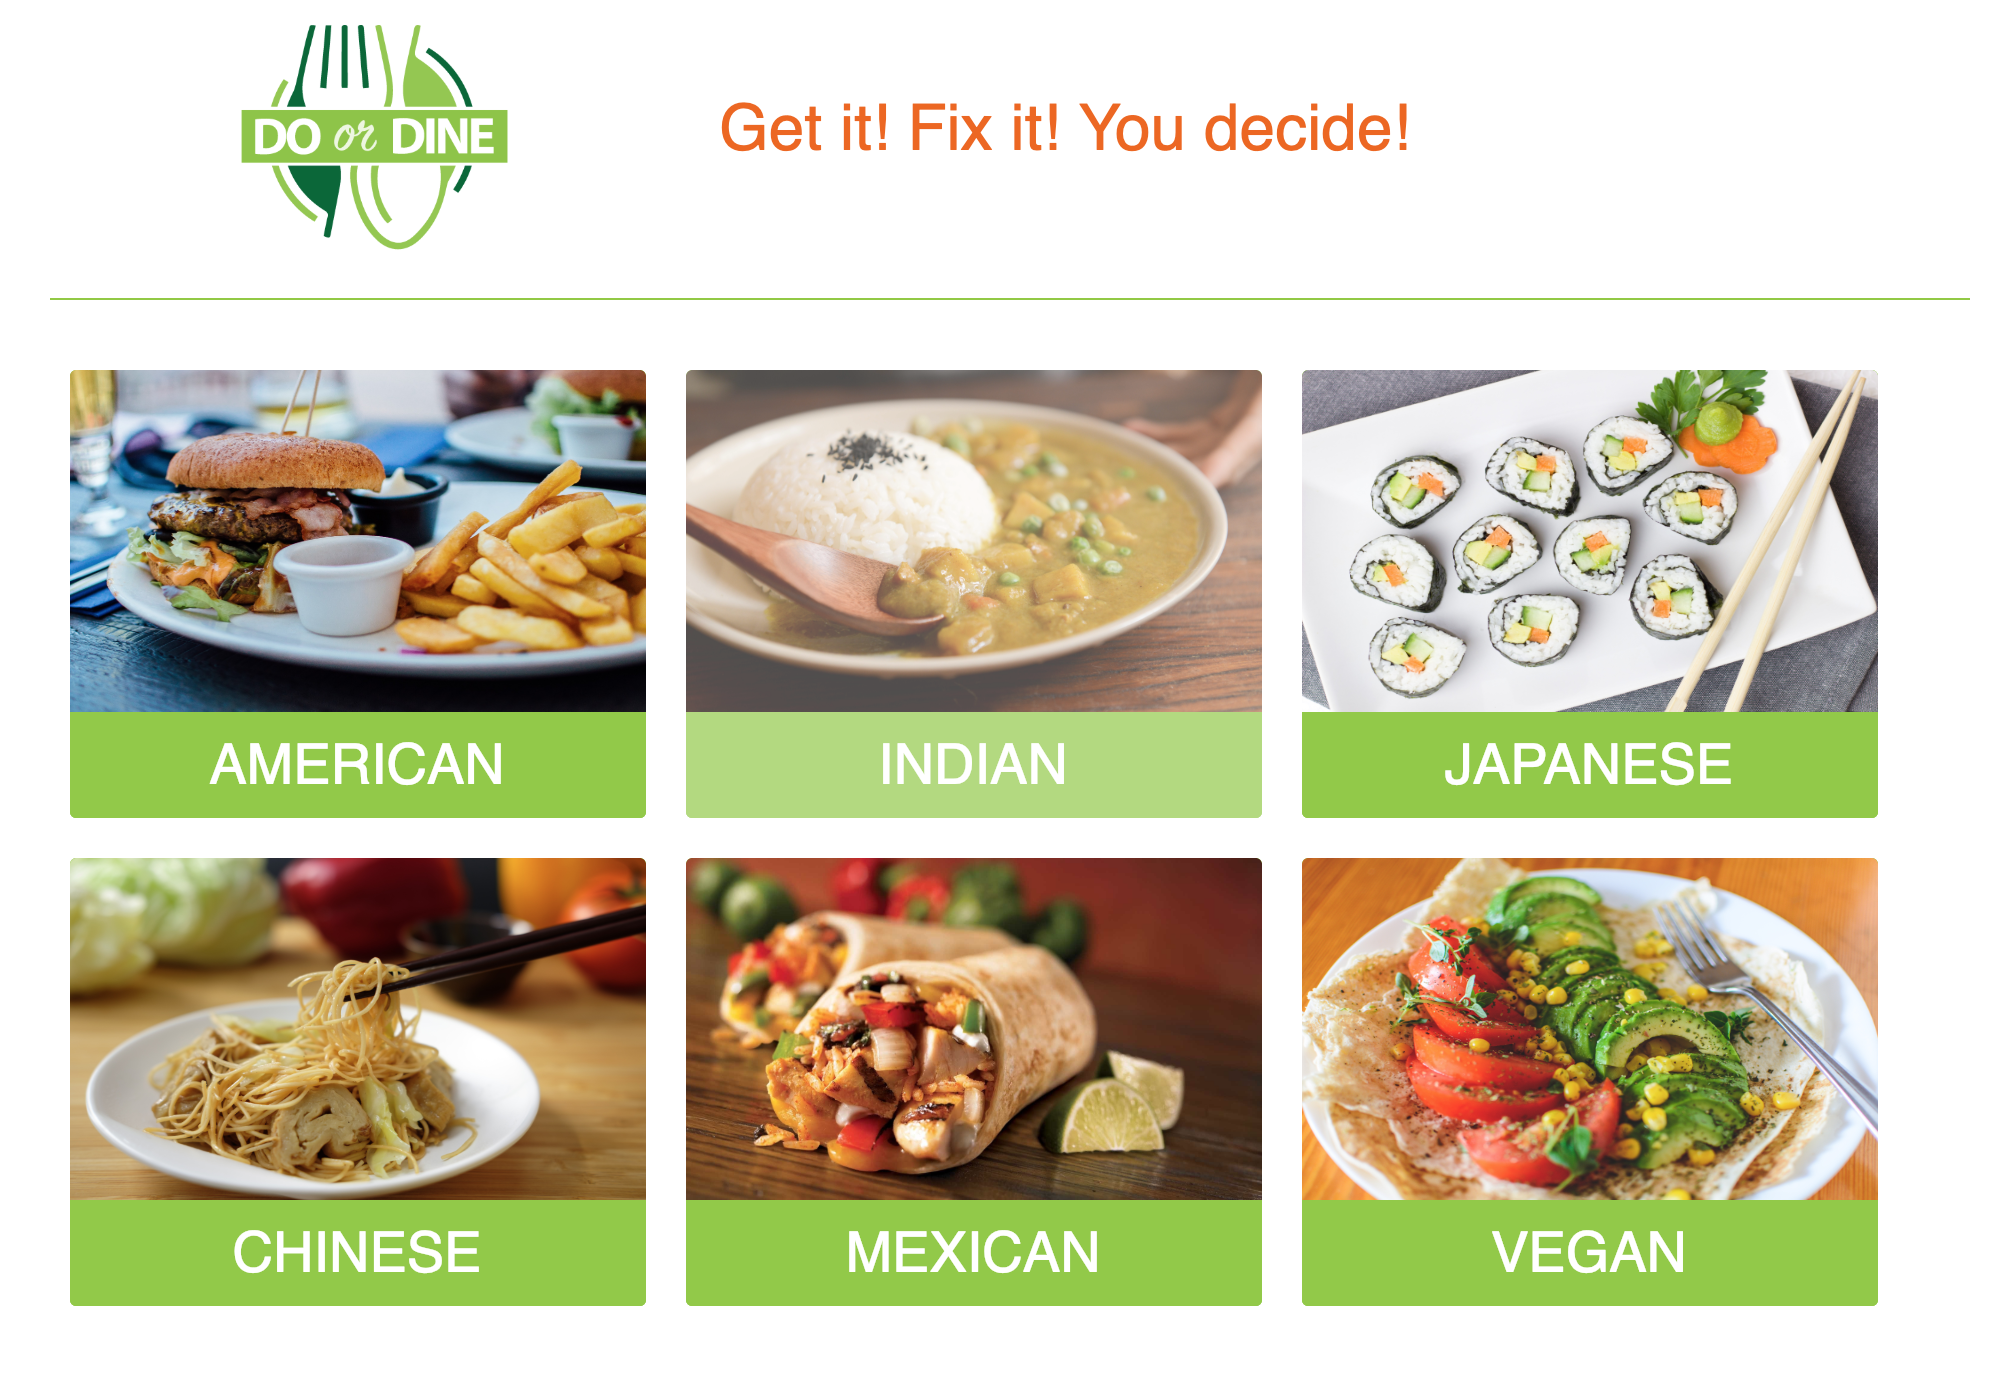 DO or DINE
Get it! Fix it! You decide!
AMERICAN
INDIAN
JAPANESE
CHINESE
MEXICAN
VEGAN